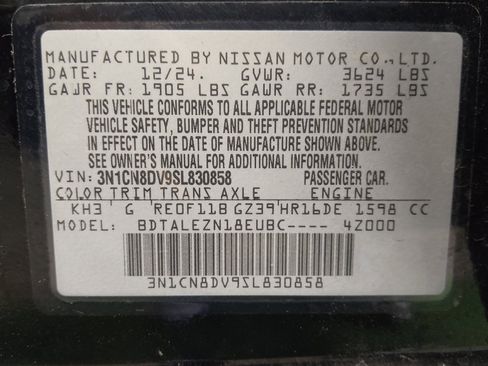 MANUFACTURED BY NISSAN MOTOR CO., LTD.
DATE: 12/24. GVWR: 3624 LBS
GAWR FR: 1905 LBS GAWR RR: 1735 LBS
THIS VEHICLE CONFORMS TO ALL APPLICABLE FEDERAL MOTOR
VEHICLE SAFETY, BUMPER AND THEFT PREVENTION STANDARDS
IN EFFECT ON THE DATE OF MANUFACTURE SHOWN ABOVE.
SEE OWNER'S MANUAL FOR ADDITIONAL INFORMATION.
VIN: 3N1CN8DV9SL830858 PASSENGER CAR.
COLOR TRIM TRANS AXLE ENGINE
KH3 G RE0F11B GZ39 HR16DE 1598 CC
MODEL: BDTALEZN18EUBC---- 4Z000
3N1CN8DV9SL830858